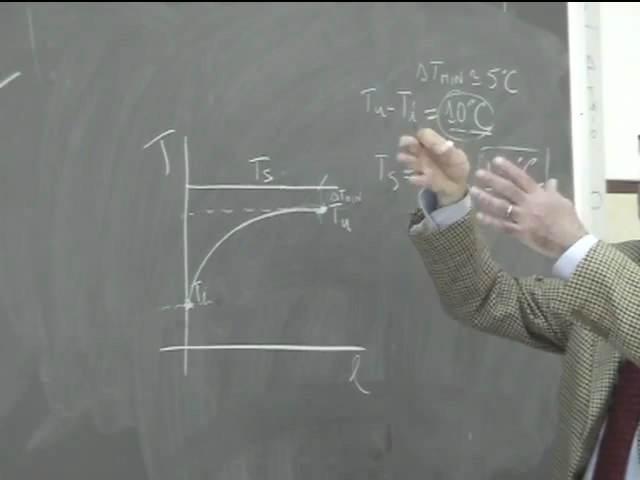 ΔTmin ≃ 5°C
Tu - Ti = 10°C
Ts =
T
Ts
ΔTmin
Tu
Ti
l